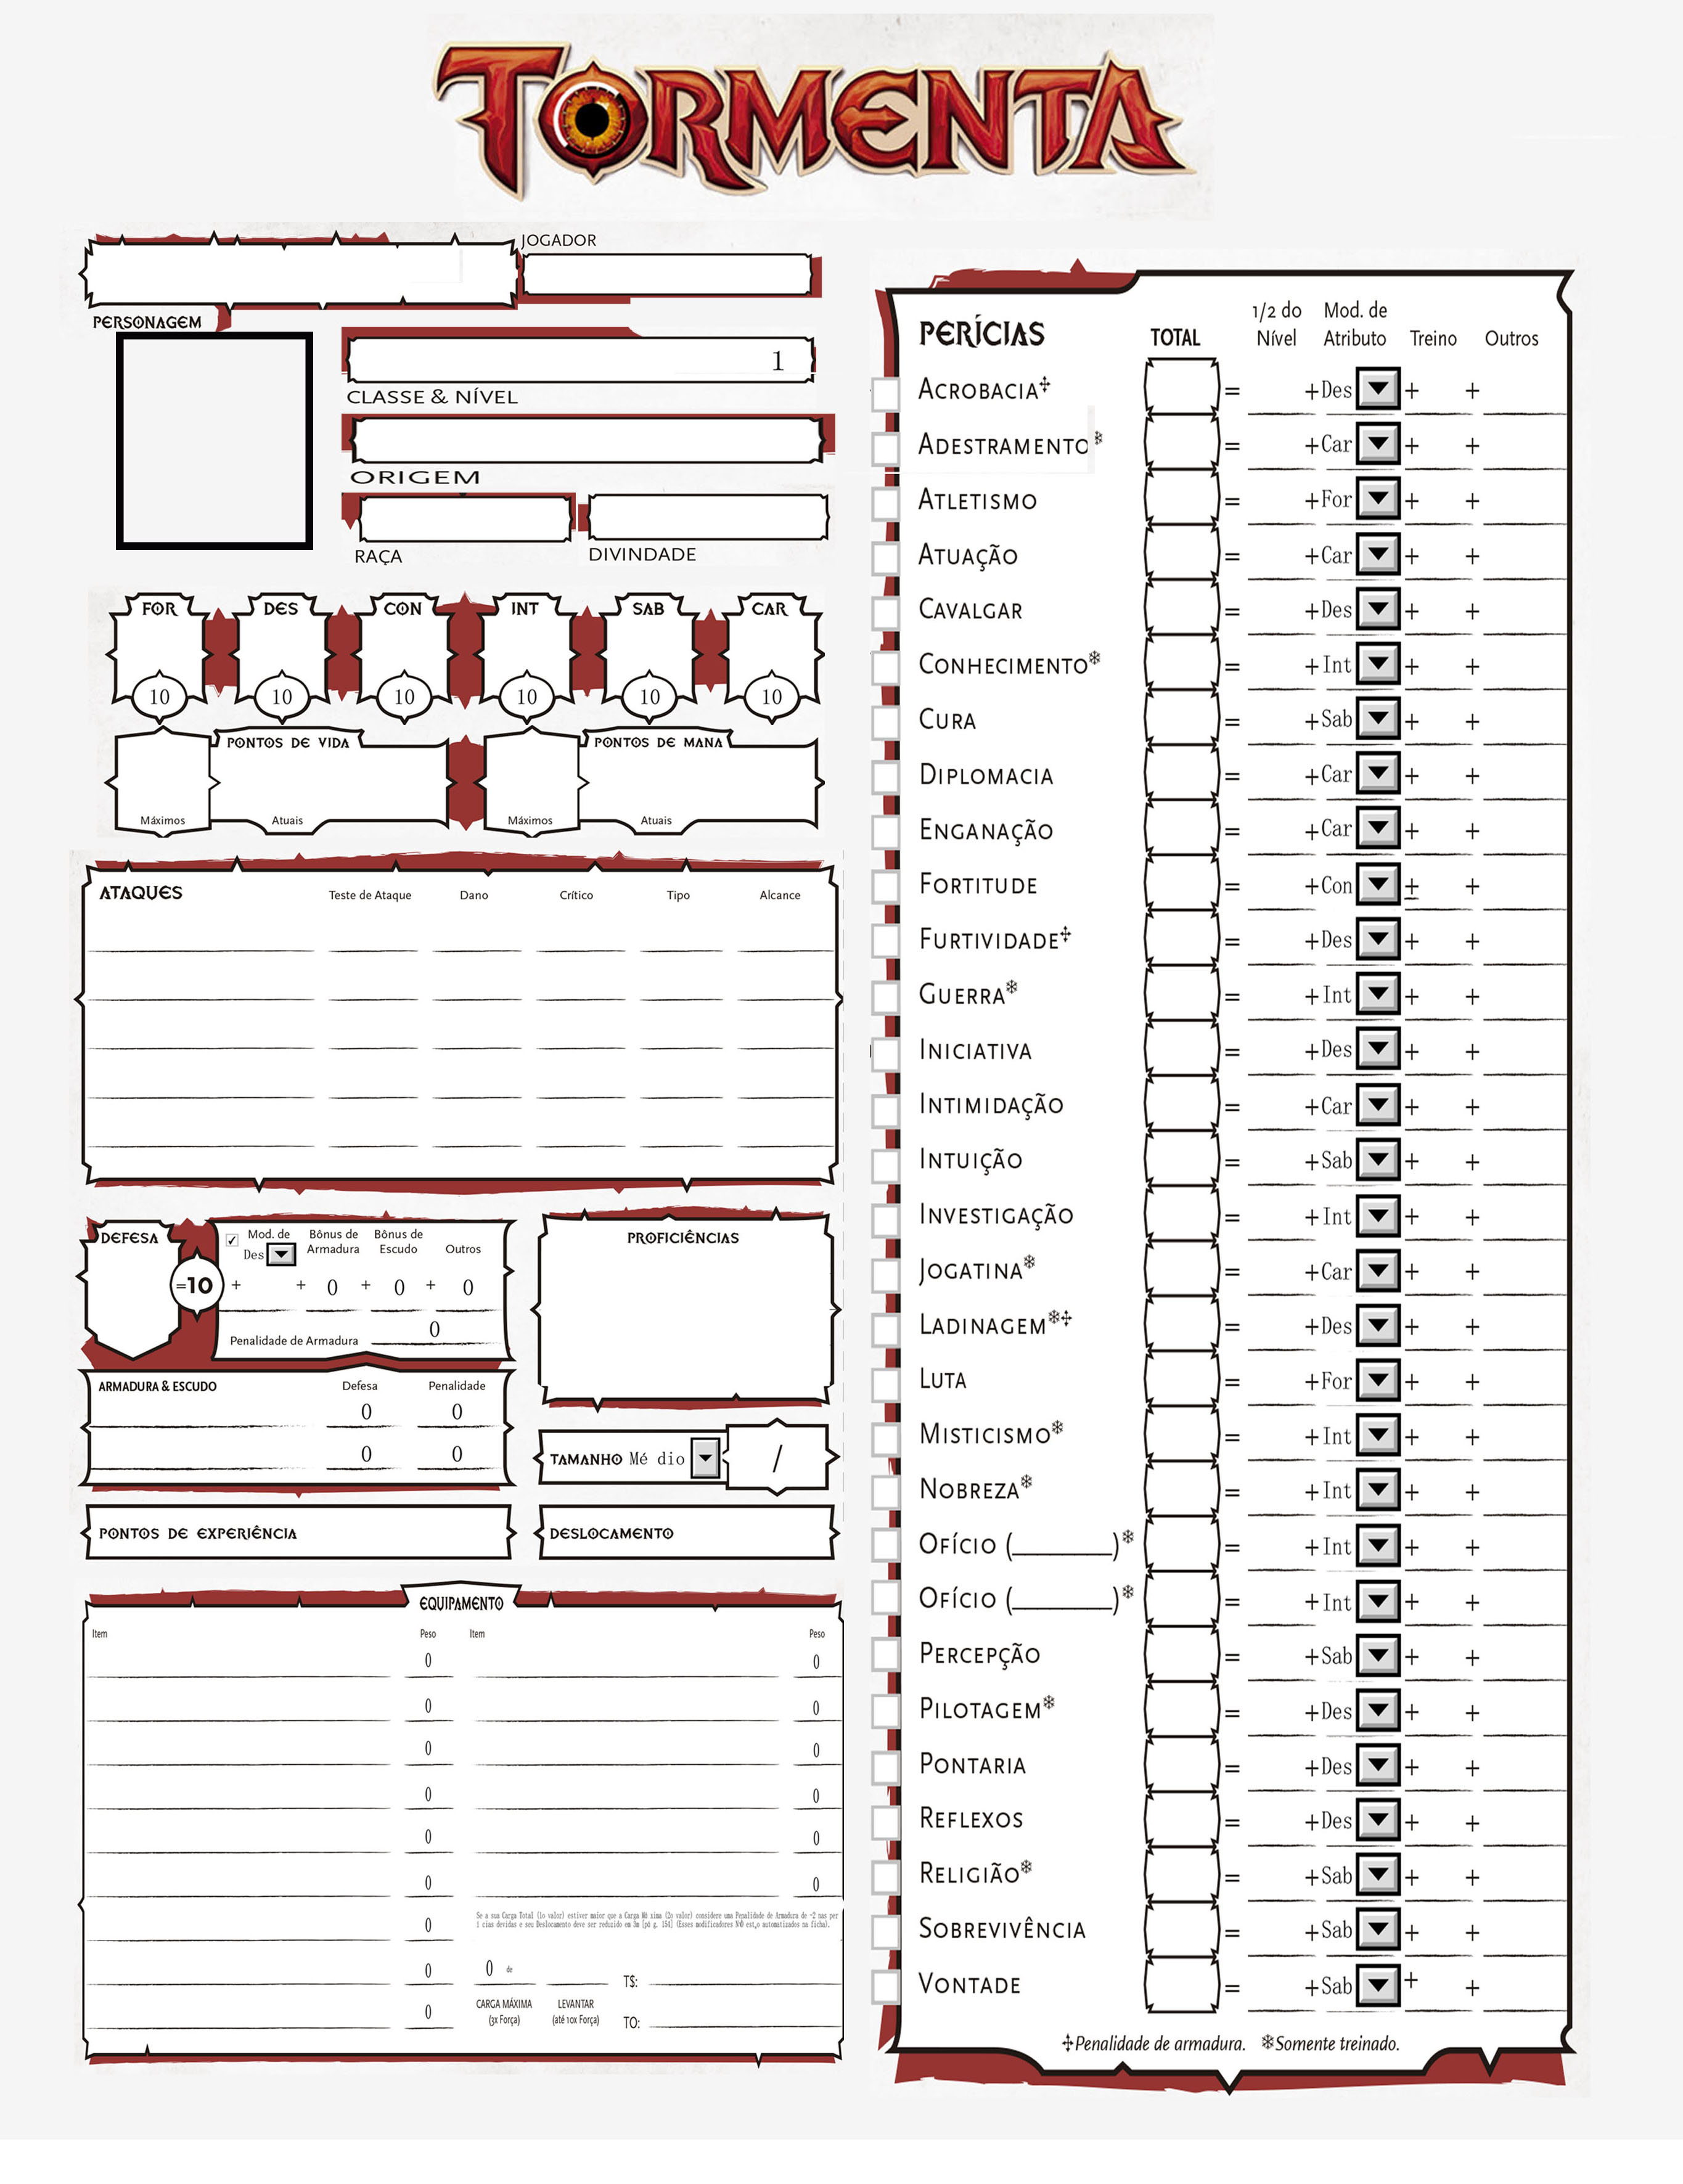 TORMENTA
JOGADOR
PERSONAGEM
1
CLASSE & NÍVEL
ORIGEM
RAÇA
DIVINDADE
FOR DES CON INT SAB CAR
10 10 10 10 10 10
PONTOS DE VIDA
Máximos Atuais
PONTOS DE MANA
Máximos Atuais
ATAQUES Teste de Ataque Dano Crítico Tipo Alcance
DEFESA
=10
Mod. de Des
Bônus de Armadura
Bônus de Escudo
Outros
+ + 0 + 0 + 0
Penalidade de Armadura 0
ARMADURA & ESCUDO Defesa Penalidade
0 0
0 0
PROFICIÊNCIAS
TAMANHO Mé dio /
PONTOS DE EXPERIÊNCIA
DESLOCAMENTO
EQUIPAMENTO
Item Peso Item Peso
0 0
0 0
0 0
0 0
0 0
0 0
0
0
0
Se a sua Carga Total (1o valor) estiver maior que a Carga Má xima (2o valor) considere uma Penalidade de Armadura de -2 nas per
í cias devidas e seu Deslocamento deve ser reduzido em 3m [pá g. 154] (Esses modificadores NÃO est‚o automatizados na ficha).
0 de
CARGA MÁXIMA
(3x Força)
LEVANTAR
(até 10x Força)
T$:
TO:
PERÍCIAS TOTAL 1/2 do Nível Mod. de Atributo Treino Outros
ACROBACIA✣ = +Des + +
ADESTRAMENTO❄ = +Car + +
ATLETISMO = +For + +
ATUAÇÃO = +Car + +
CAVALGAR = +Des + +
CONHECIMENTO❄ = +Int + +
CURA = +Sab + +
DIPLOMACIA = +Car + +
ENGANAÇÃO = +Car + +
FORTITUDE = +Con + +
FURTIVIDADE✣ = +Des + +
GUERRA❄ = +Int + +
INICIATIVA = +Des + +
INTIMIDAÇÃO = +Car + +
INTUIÇÃO = +Sab + +
INVESTIGAÇÃO = +Int + +
JOGATINA❄ = +Car + +
LADINAGEM❄✣ = +Des + +
LUTA = +For + +
MISTICISMO❄ = +Int + +
NOBREZA❄ = +Int + +
OFÍCIO (________)❄ = +Int + +
OFÍCIO (________)❄ = +Int + +
PERCEPÇÃO = +Sab + +
PILOTAGEM❄ = +Des + +
PONTARIA = +Des + +
REFLEXOS = +Des + +
RELIGIÃO❄ = +Sab + +
SOBREVIVÊNCIA = +Sab + +
VONTADE = +Sab + +
✣Penalidade de armadura. ❄Somente treinado.